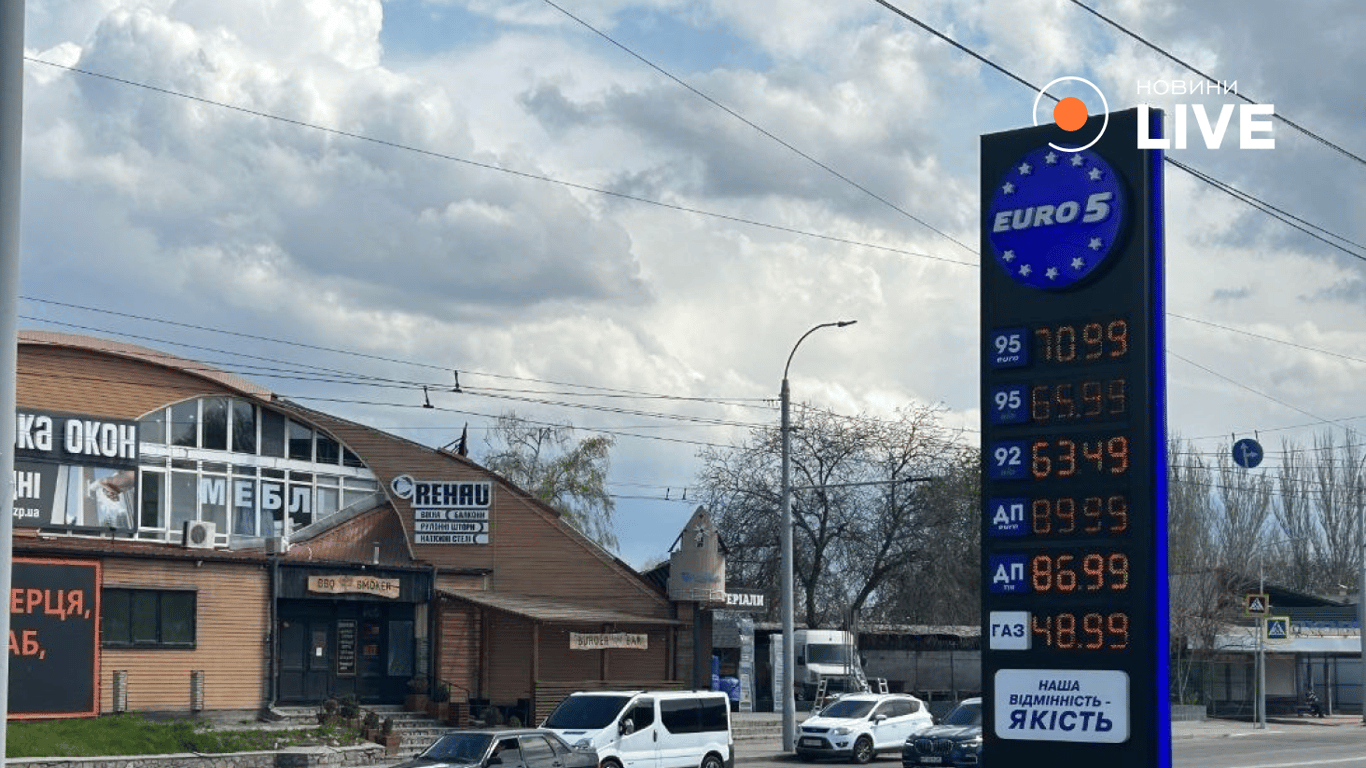 НОВИНИ
LIVE
EURO 5
95 euro 70.99
95 65.99
92 63.49
ДП euro 89.99
ДП 86.99
ГАЗ 48.99
НАША
ВІДМІННІСТЬ -
ЯКІСТЬ
ка окон
zp.ua
МЕБЛ
REHAU
ВІКНА БАЛКОНИ
РУЛОННІ ШТОРИ
НАТЯЖНІ СТЕЛІ
BBQ SMOKER
BURGER BAR
ЕРІАЛИ
ЕРЦЯ,
АБ,